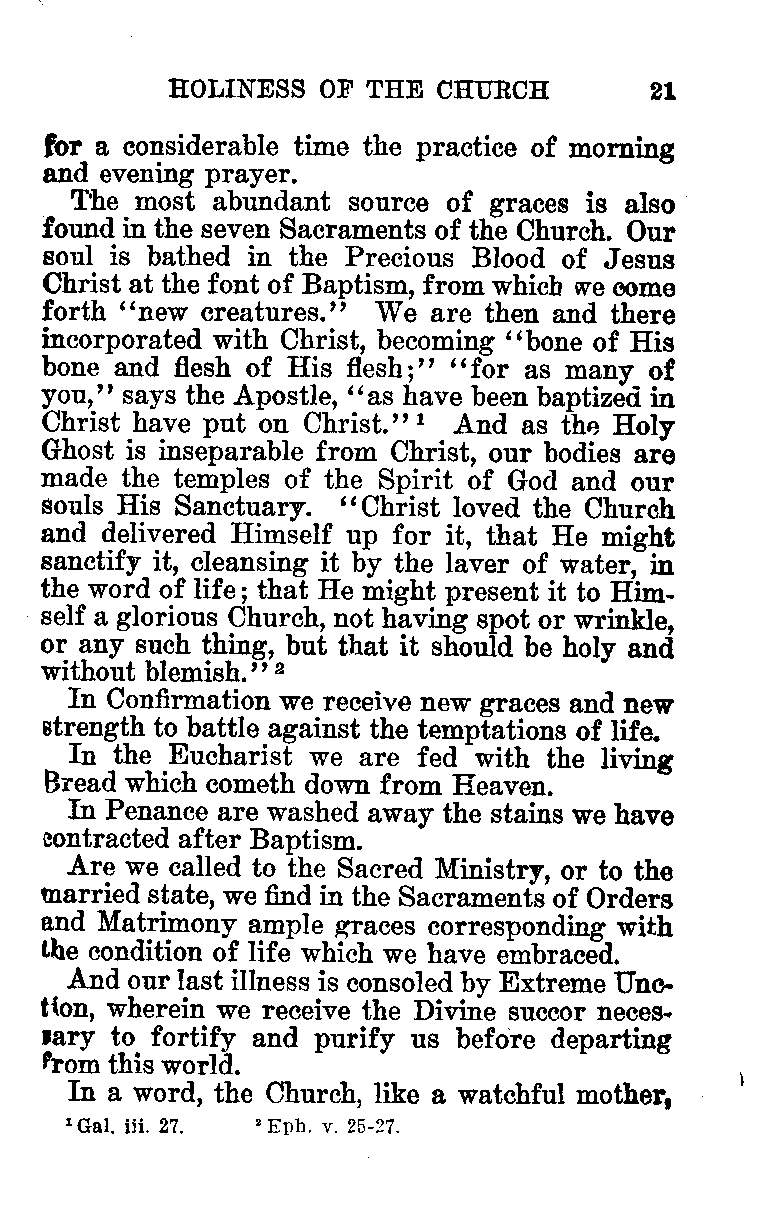 HOLINESS OF THE CHURCH 21
for a considerable time the practice of morning
and evening prayer.
The most abundant source of graces is also
found in the seven Sacraments of the Church. Our
soul is bathed in the Precious Blood of Jesus
Christ at the font of Baptism, from which we come
forth "new creatures." We are then and there
incorporated with Christ, becoming "bone of His
bone and flesh of His flesh;" "for as many of
you," says the Apostle, "as have been baptized in
Christ have put on Christ."¹ And as the Holy
Ghost is inseparable from Christ, our bodies are
made the temples of the Spirit of God and our
souls His Sanctuary. "Christ loved the Church
and delivered Himself up for it, that He might
sanctify it, cleansing it by the laver of water, in
the word of life; that He might present it to Him-
self a glorious Church, not having spot or wrinkle,
or any such thing, but that it should be holy and
without blemish."²
In Confirmation we receive new graces and new
strength to battle against the temptations of life.
In the Eucharist we are fed with the living
Bread which cometh down from Heaven.
In Penance are washed away the stains we have
contracted after Baptism.
Are we called to the Sacred Ministry, or to the
married state, we find in the Sacraments of Orders
and Matrimony ample graces corresponding with
the condition of life which we have embraced.
And our last illness is consoled by Extreme Unc-
tion, wherein we receive the Divine succor neces-
sary to fortify and purify us before departing
from this world.
In a word, the Church, like a watchful mother,
¹ Gal. iii. 27. ² Eph. v. 25-27.